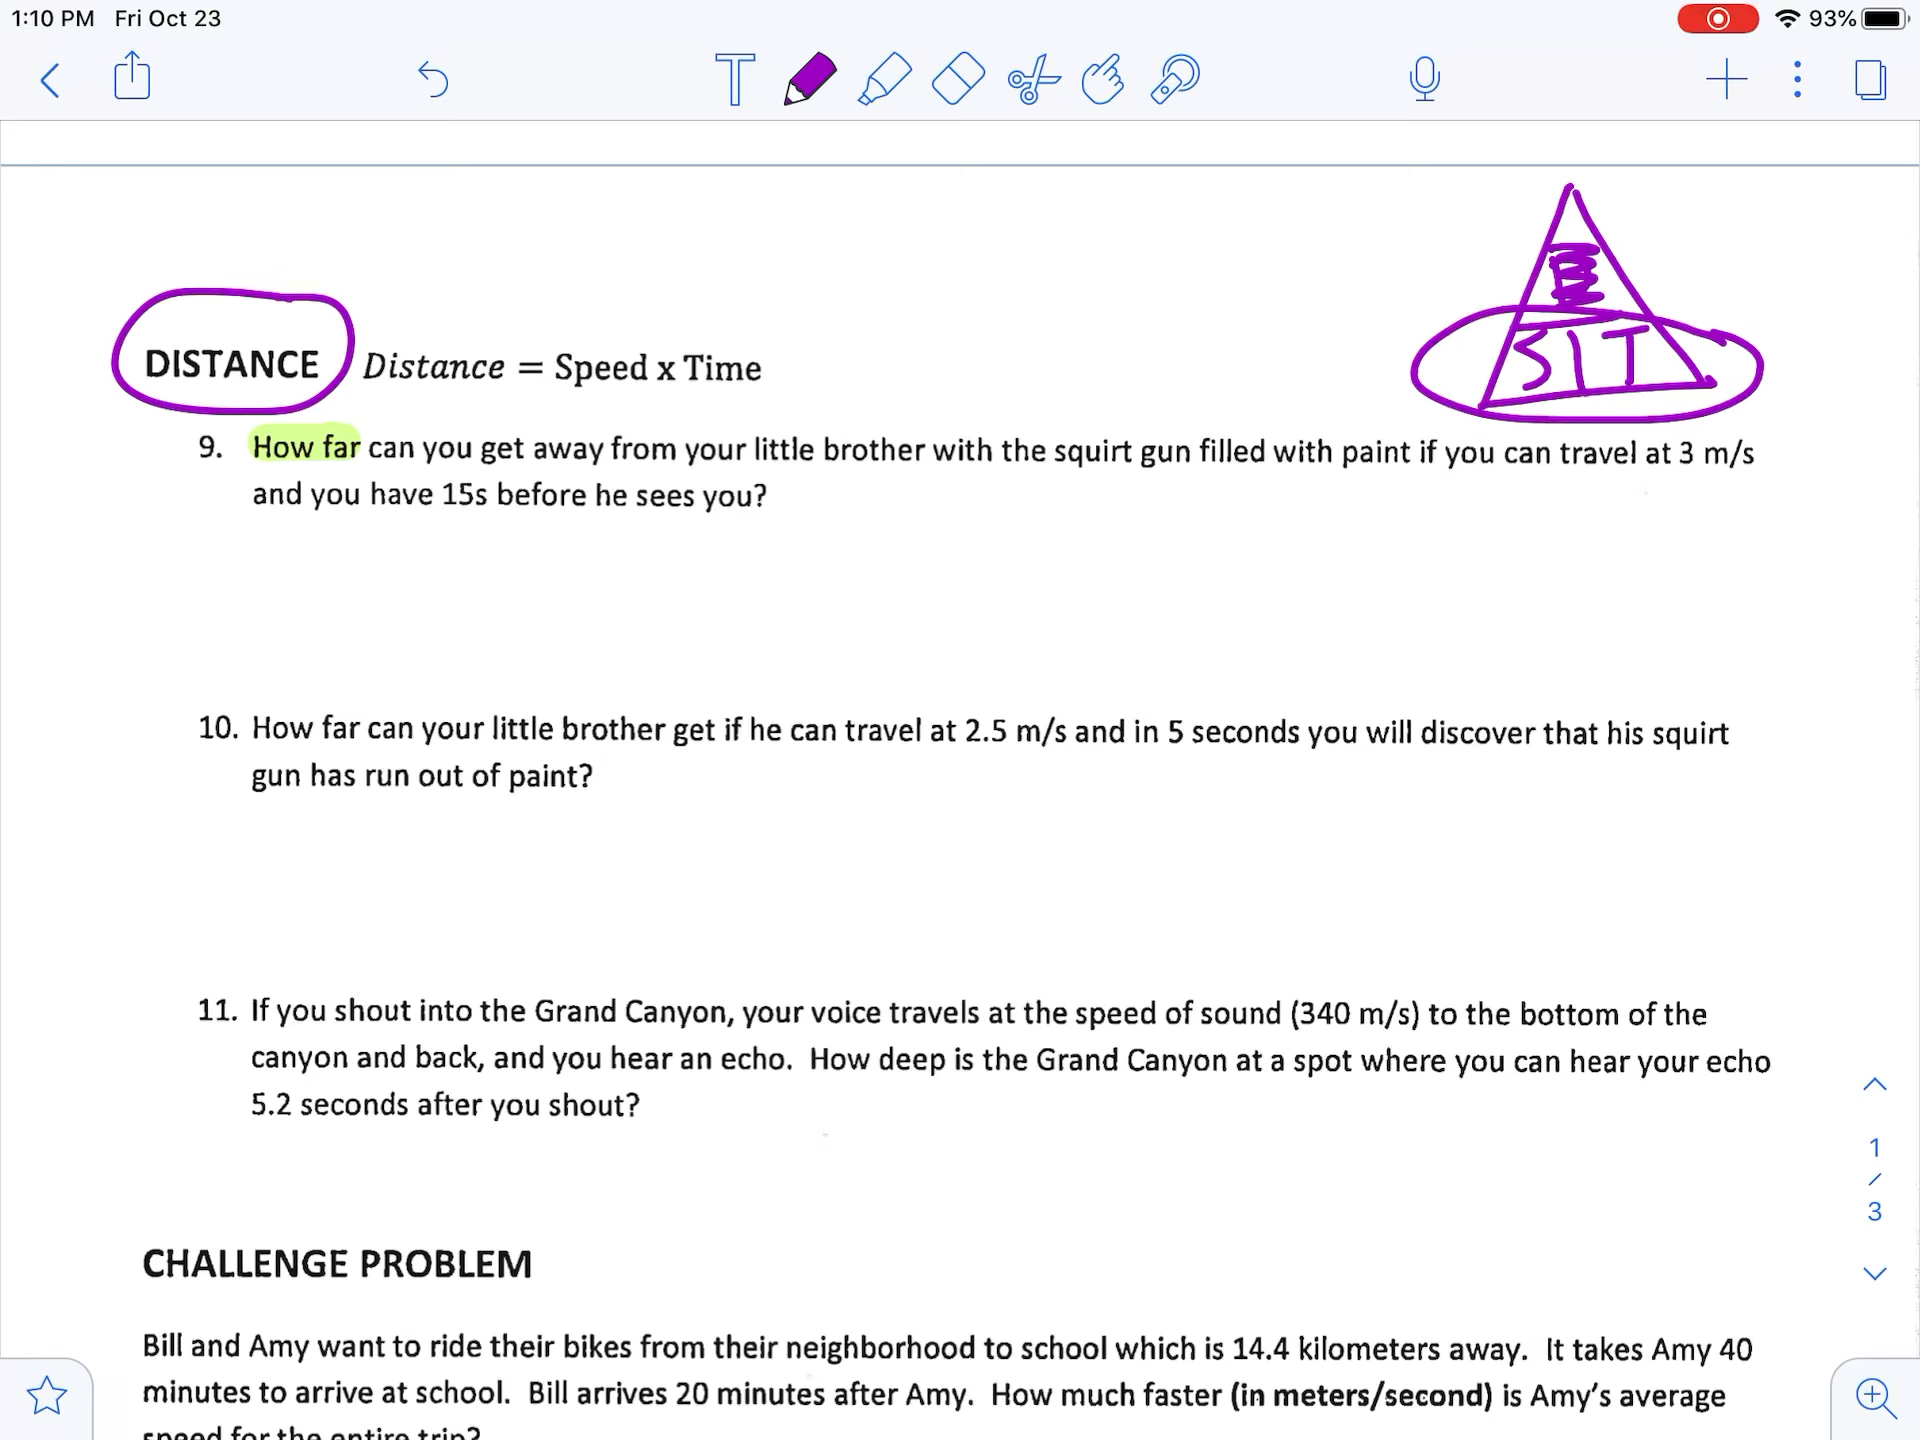 1:10 PM Fri Oct 23
93%
T
S | T
DISTANCE Distance = Speed x Time
9. How far can you get away from your little brother with the squirt gun filled with paint if you can travel at 3 m/s
and you have 15s before he sees you?
10. How far can your little brother get if he can travel at 2.5 m/s and in 5 seconds you will discover that his squirt
gun has run out of paint?
11. If you shout into the Grand Canyon, your voice travels at the speed of sound (340 m/s) to the bottom of the
canyon and back, and you hear an echo. How deep is the Grand Canyon at a spot where you can hear your echo
5.2 seconds after you shout?
1
/
3
CHALLENGE PROBLEM
Bill and Amy want to ride their bikes from their neighborhood to school which is 14.4 kilometers away. It takes Amy 40
minutes to arrive at school. Bill arrives 20 minutes after Amy. How much faster (in meters/second) is Amy's average
speed for the entire trip?